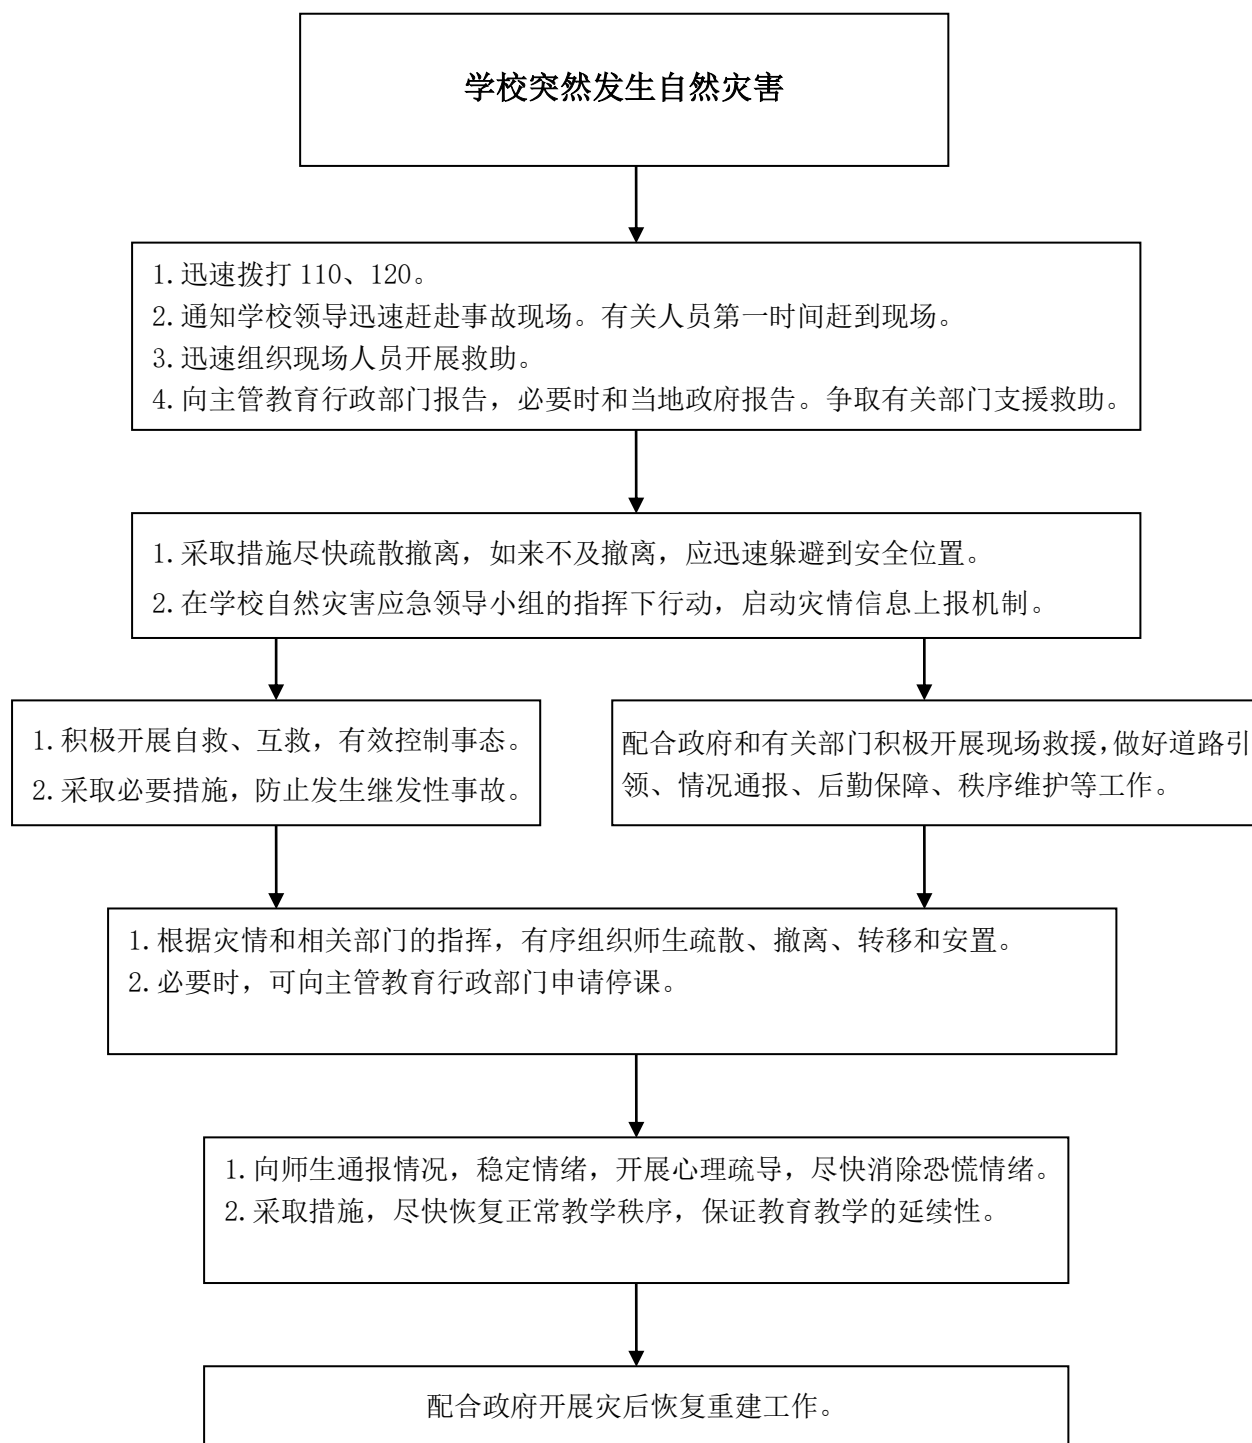 学校突然发生自然灾害
1.迅速拨打 110、120。
2.通知学校领导迅速赶赴事故现场。有关人员第一时间赶到现场。
3.迅速组织现场人员开展救助。
4.向主管教育行政部门报告，必要时和当地政府报告。争取有关部门支援救助。
1.采取措施尽快疏散撤离，如来不及撤离，应迅速躲避到安全位置。
2.在学校自然灾害应急领导小组的指挥下行动，启动灾情信息上报机制。
1.积极开展自救、互救，有效控制事态。
2.采取必要措施，防止发生继发性事故。
配合政府和有关部门积极开展现场救援，做好道路引
领、情况通报、后勤保障、秩序维护等工作。
1.根据灾情和相关部门的指挥，有序组织师生疏散、撤离、转移和安置。
2.必要时，可向主管教育行政部门申请停课。
1.向师生通报情况，稳定情绪，开展心理疏导，尽快消除恐慌情绪。
2.采取措施，尽快恢复正常教学秩序，保证教育教学的延续性。
配合政府开展灾后恢复重建工作。